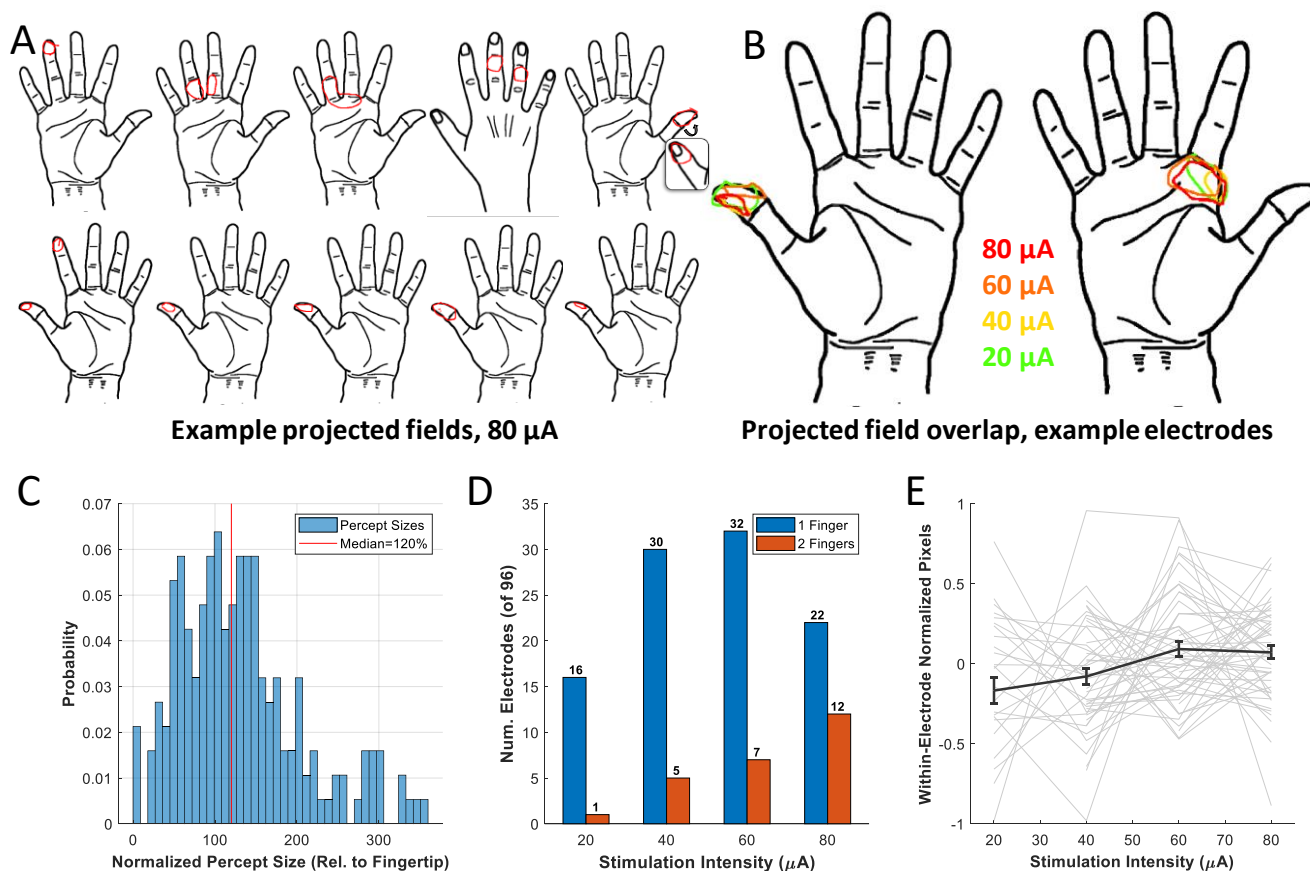 A
B
80 µA
60 µA
40 µA
20 µA
Example projected fields, 80 µA
Projected field overlap, example electrodes
C
0.07
0.06
0.05
0.04
0.03
0.02
0.01
0
Probability
Percept Sizes
Median=120%
0
100
200
300
Normalized Percept Size (Rel. to Fingertip)
D
35
30
25
20
15
10
5
0
Num. Electrodes (of 96)
1 Finger
2 Fingers
16
1
30
5
32
7
22
12
20
40
60
80
Stimulation Intensity (μA)
E
1
0.5
0
-0.5
-1
Within-Electrode Normalized Pixels
20
30
40
50
60
70
80
Stimulation Intensity (μA)